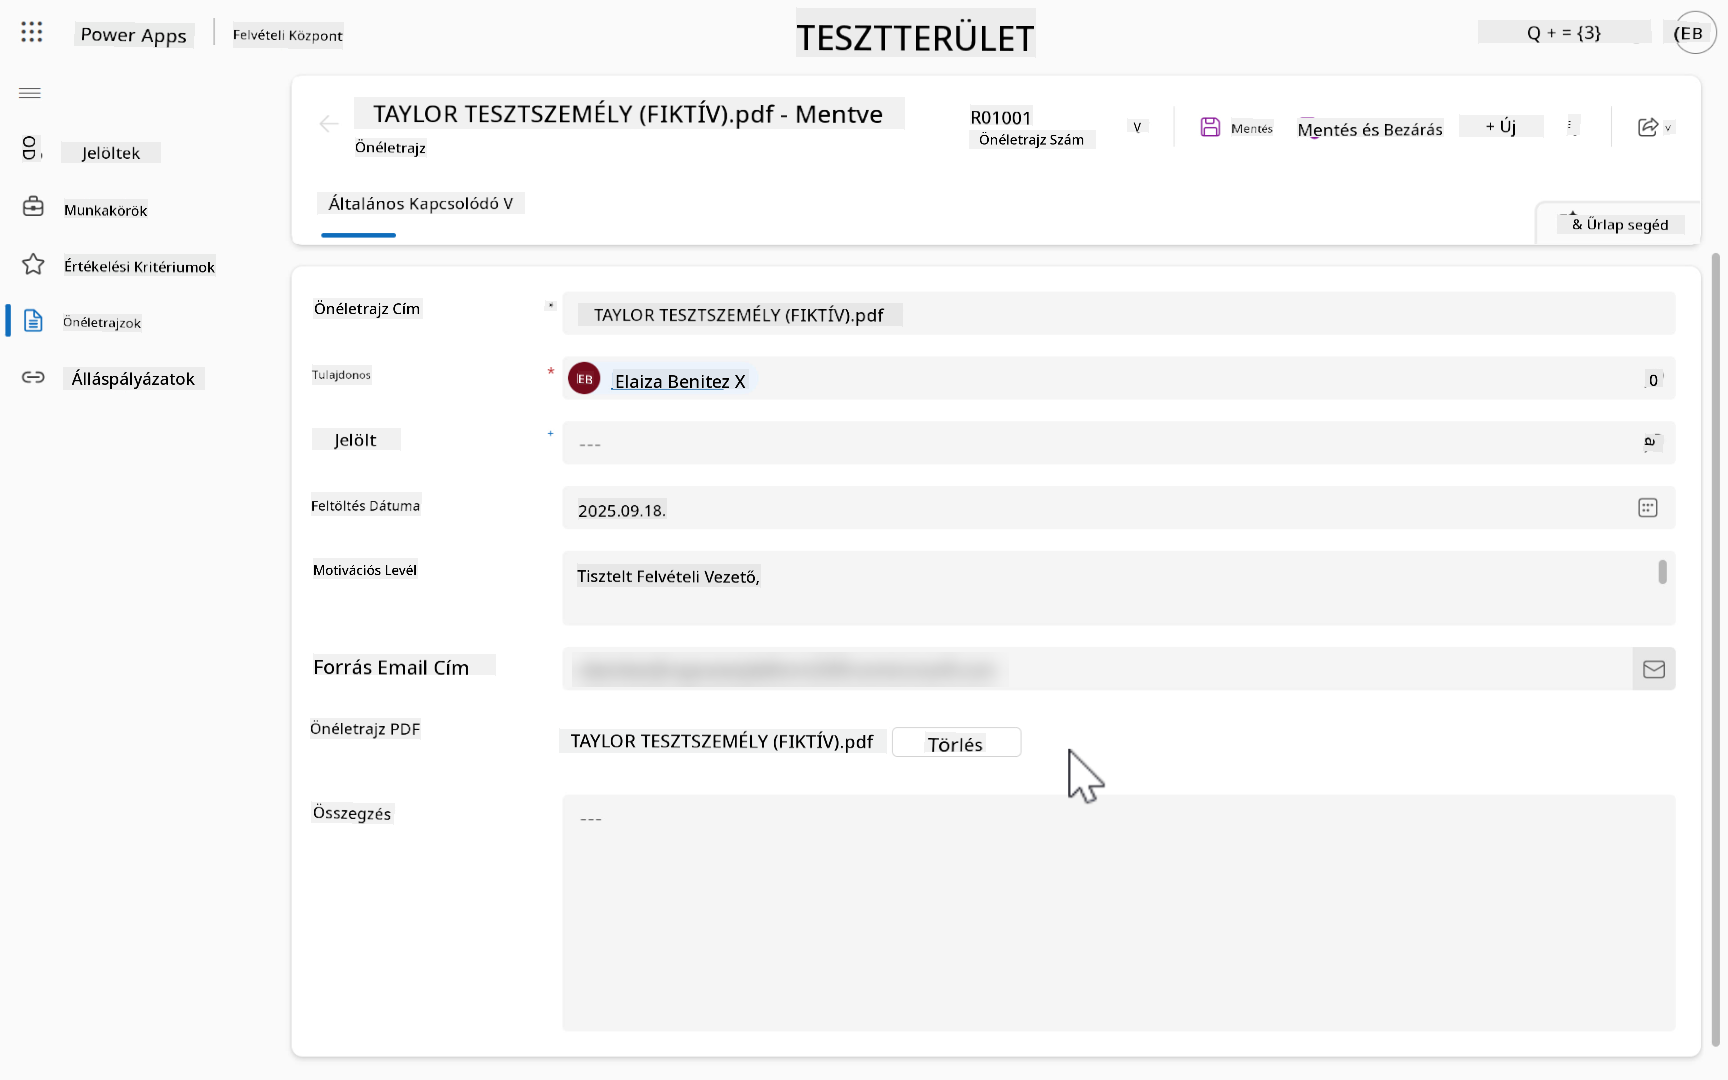 Power Apps
Felvételi Központ
TESZTTERÜLET
Q + = {3}
(EB
TAYLOR TESZTSZEMÉLY (FIKTÍV).pdf - Mentve
Önéletrajz
R01001
Önéletrajz Szám
V
Mentés
Mentés és Bezárás
+ Új
Általános Kapcsolódó V
& Űrlap segéd
Jelöltek
Munkakörök
Értékelési Kritériumok
Önéletrajzok
Álláspályázatok
Önéletrajz Cím
*
TAYLOR TESZTSZEMÉLY (FIKTÍV).pdf
Tulajdonos
*
EB
Elaiza Benitez X
0
Jelölt
+
---
Feltöltés Dátuma
2025.09.18.
Motivációs Levél
Tisztelt Felvételi Vezető,
Forrás Email Cím
Önéletrajz PDF
TAYLOR TESZTSZEMÉLY (FIKTÍV).pdf
Törlés
Összegzés
---